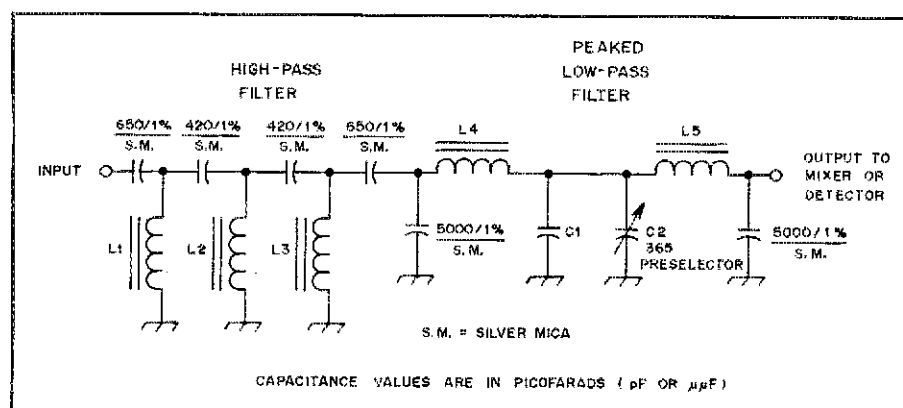 HIGH-PASS
FILTER
PEAKED
LOW-PASS
FILTER
650/1%
S.M.
420/1%
S.M.
420/1%
S.M.
650/1%
S.M.
L4
L5
INPUT
OUTPUT TO
MIXER OR
DETECTOR
L1
L2
L3
5000/1%
S.M.
C1
C2
365
PRESELECTOR
5000/1%
S.M.
S.M. = SILVER MICA
CAPACITANCE VALUES ARE IN PICOFARADS ( pF OR µµF)